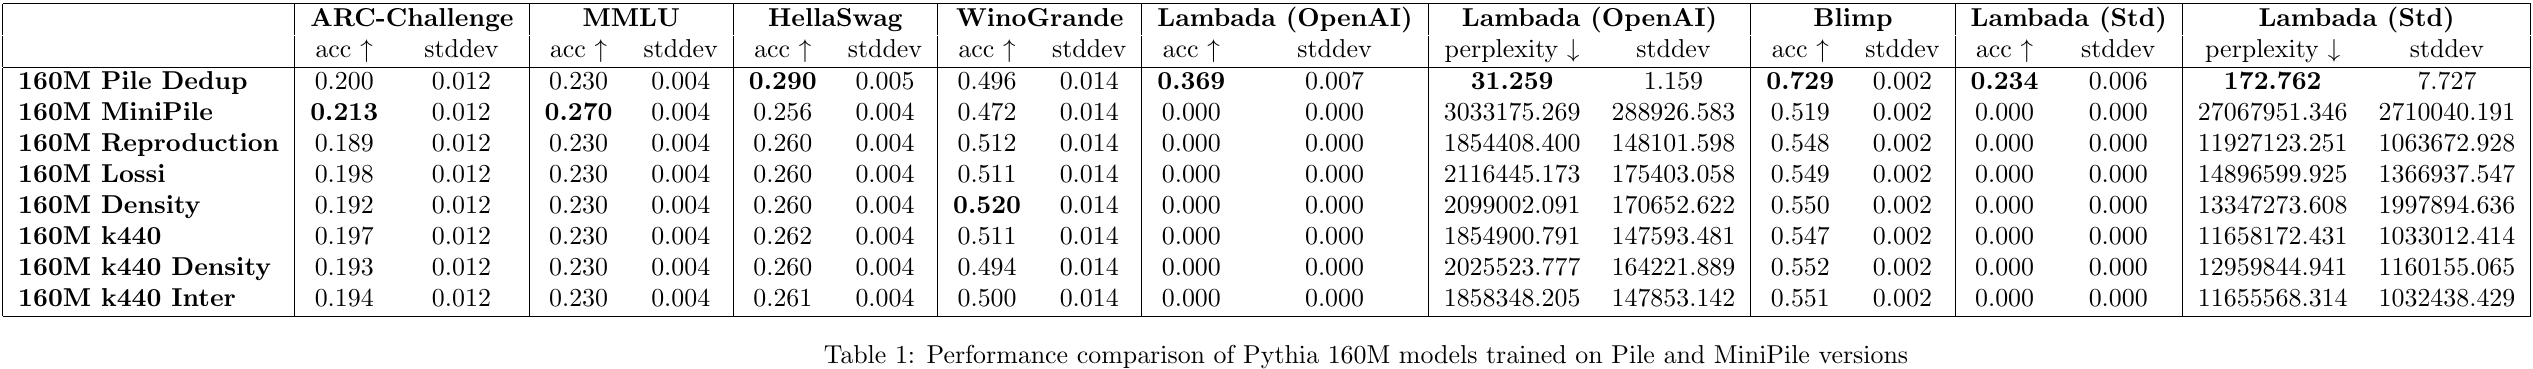 ARC-Challenge MMLU HellaSwag WinoGrande Lambada (OpenAI) Lambada (OpenAI) Blimp Lambada (Std) Lambada (Std)
acc ↑ stddev acc ↑ stddev acc ↑ stddev acc ↑ stddev acc ↑ stddev perplexity ↓ stddev acc ↑ stddev acc ↑ stddev perplexity ↓ stddev
160M Pile Dedup 0.200 0.012 0.230 0.004 0.290 0.005 0.496 0.014 0.369 0.007 31.259 1.159 0.729 0.002 0.234 0.006 172.762 7.727
160M MiniPile 0.213 0.012 0.270 0.004 0.256 0.004 0.472 0.014 0.000 0.000 3033175.269 288926.583 0.519 0.002 0.000 0.000 27067951.346 2710040.191
160M Reproduction 0.189 0.012 0.230 0.004 0.260 0.004 0.512 0.014 0.000 0.000 1854408.400 148101.598 0.548 0.002 0.000 0.000 11927123.251 1063672.928
160M Lossi 0.198 0.012 0.230 0.004 0.260 0.004 0.511 0.014 0.000 0.000 2116445.173 175403.058 0.549 0.002 0.000 0.000 14896599.925 1366937.547
160M Density 0.192 0.012 0.230 0.004 0.260 0.004 0.520 0.014 0.000 0.000 2099002.091 170652.622 0.550 0.002 0.000 0.000 13347273.608 1997894.636
160M k440 0.197 0.012 0.230 0.004 0.262 0.004 0.511 0.014 0.000 0.000 1854900.791 147593.481 0.547 0.002 0.000 0.000 11658172.431 1033012.414
160M k440 Density 0.193 0.012 0.230 0.004 0.260 0.004 0.494 0.014 0.000 0.000 2025523.777 164221.889 0.552 0.002 0.000 0.000 12959844.941 1160155.065
160M k440 Inter 0.194 0.012 0.230 0.004 0.261 0.004 0.500 0.014 0.000 0.000 1858348.205 147853.142 0.551 0.002 0.000 0.000 11655568.314 1032438.429
Table 1: Performance comparison of Pythia 160M models trained on Pile and MiniPile versions